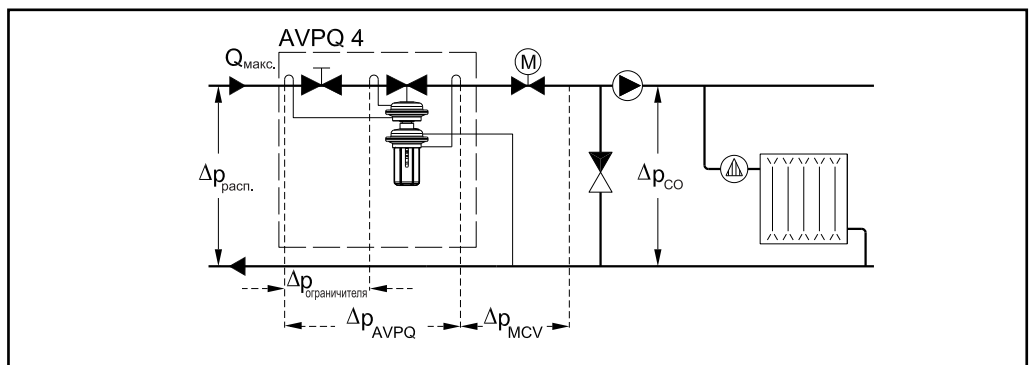 AVPQ 4
Qмакс.
M
Δpрасп.
ΔpCO
Δpограничителя
ΔpAVPQ
ΔpMCV